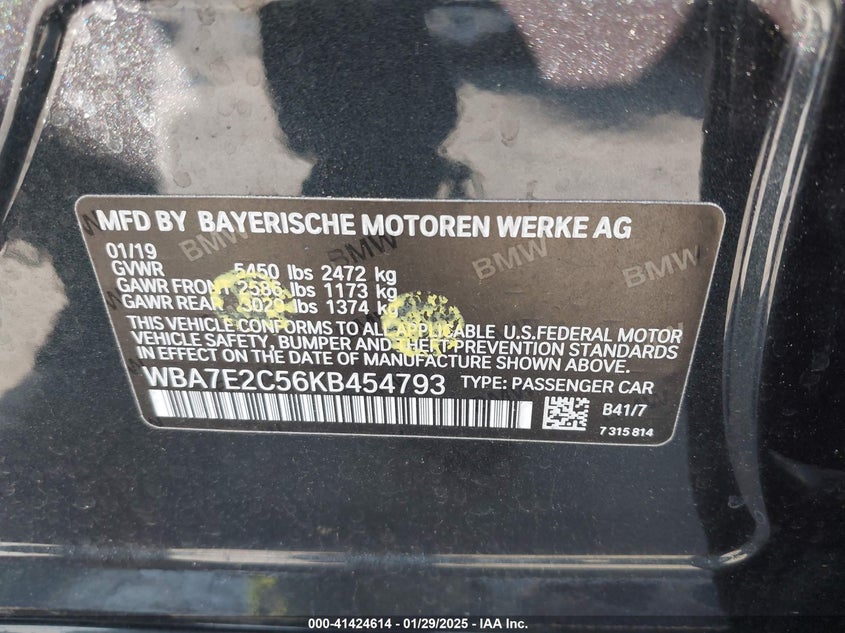 MFD BY BAYERISCHE MOTOREN WERKE AG
01/19
GVWR 5450 lbs 2472 kg
GAWR FRONT 2586 lbs 1173 kg
GAWR REAR 3029 lbs 1374 kg
THIS VEHICLE CONFORMS TO ALL APPLICABLE U.S.FEDERAL MOTOR
VEHICLE SAFETY, BUMPER AND THEFT PREVENTION STANDARDS
IN EFFECT ON THE DATE OF MANUFACTURE SHOWN ABOVE.
WBA7E2C56KB454793 TYPE: PASSENGER CAR
B41/7
7 315 814
BMW
BMW
BMW
BMW
BMW
000-41424614 - 01/29/2025 - IAA Inc.